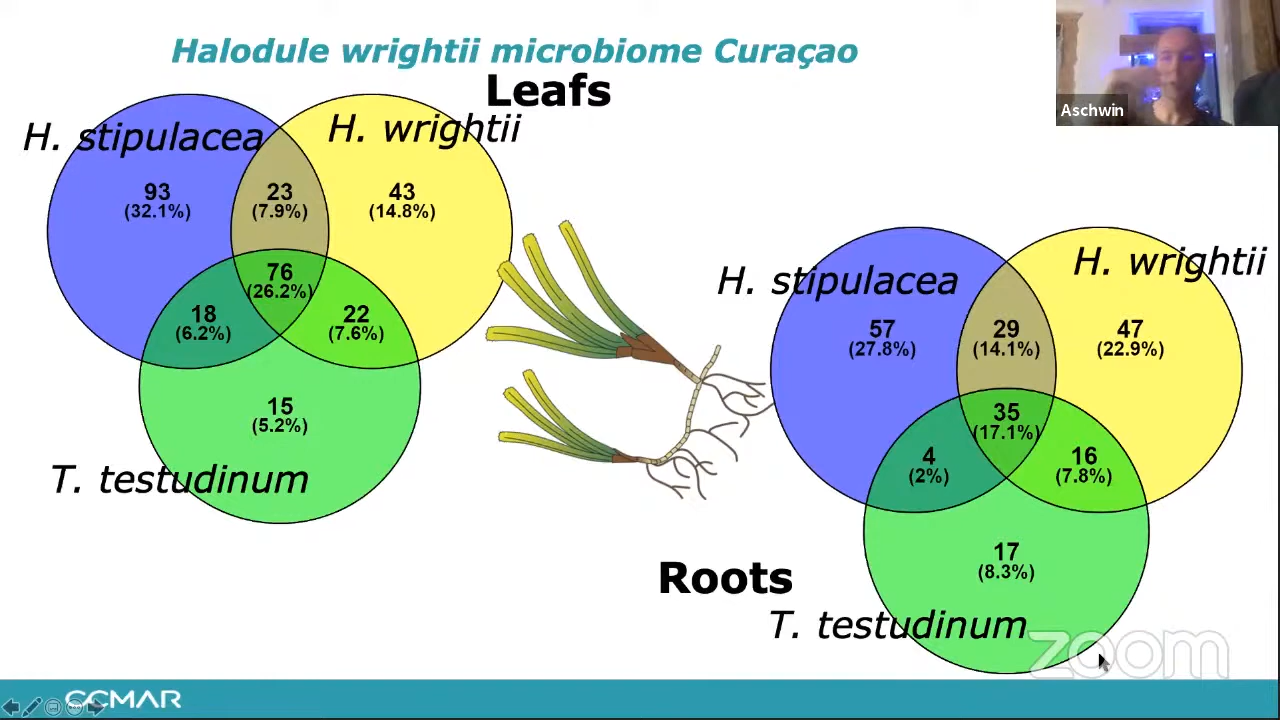 Halodule wrightii microbiome Curaçao
Leafs
H. stipulacea
H. wrightii
93
(32.1%)
23
(7.9%)
43
(14.8%)
76
(26.2%)
18
(6.2%)
22
(7.6%)
15
(5.2%)
T. testudinum
Aschwin
H. stipulacea
H. wrightii
57
(27.8%)
29
(14.1%)
47
(22.9%)
35
(17.1%)
4
(2%)
16
(7.8%)
17
(8.3%)
Roots
T. testudinum
zoom
CCMAR